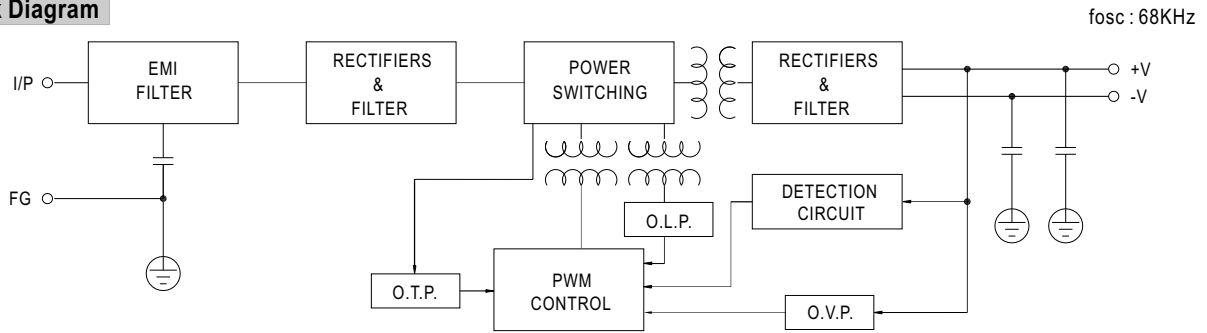 Diagram
fosc : 68KHz
I/P
EMI
FILTER
RECTIFIERS
&
FILTER
POWER
SWITCHING
RECTIFIERS
&
FILTER
+V
-V
FG
DETECTION
CIRCUIT
O.L.P.
O.T.P.
PWM
CONTROL
O.V.P.